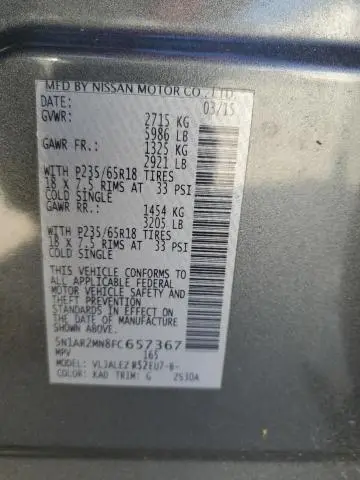 MFD BY NISSAN MOTOR CO., LTD.
DATE: 03/15
GVWR: 2715 KG
5986 LB
GAWR FR.: 1325 KG
2921 LB
WITH P235/65R18 TIRES
18 X 7.5 RIMS AT 33 PSI
COLD SINGLE
GAWR RR.: 1454 KG
3205 LB
WITH P235/65R18 TIRES
18 X 7.5 RIMS AT 33 PSI
COLD SINGLE
THIS VEHICLE CONFORMS TO
ALL APPLICABLE FEDERAL
MOTOR VEHICLE SAFETY AND
THEFT PREVENTION
STANDARDS IN EFFECT ON
THE DATE OF MANUFACTURE
SHOWN ABOVE.
5N1AR2MN8FC657367
MPV 165
MODEL: VLJALEZ R52EU7-B-
COLOR: KAD TRIM: G 2530A